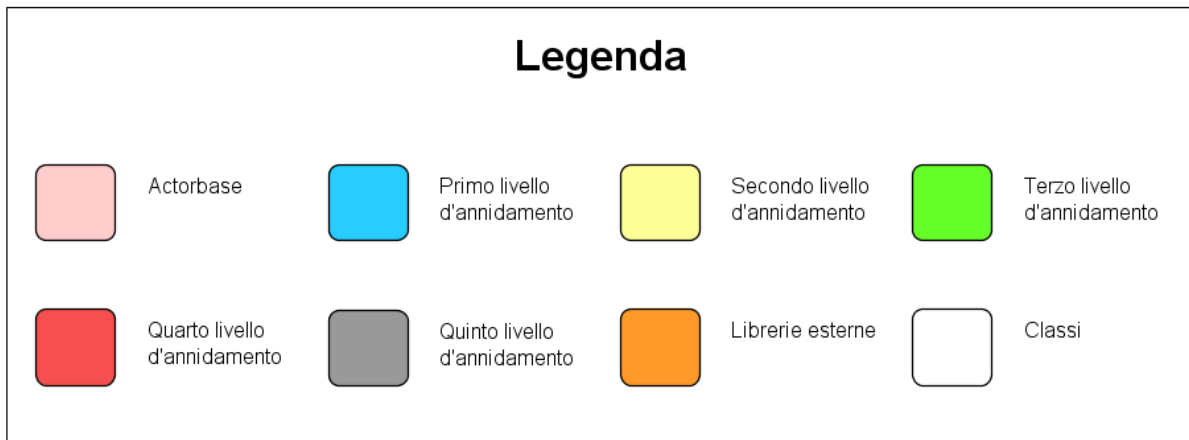 Legenda
Actorbase
Primo livello
d'annidamento
Secondo livello
d'annidamento
Terzo livello
d'annidamento
Quarto livello
d'annidamento
Quinto livello
d'annidamento
Librerie esterne
Classi